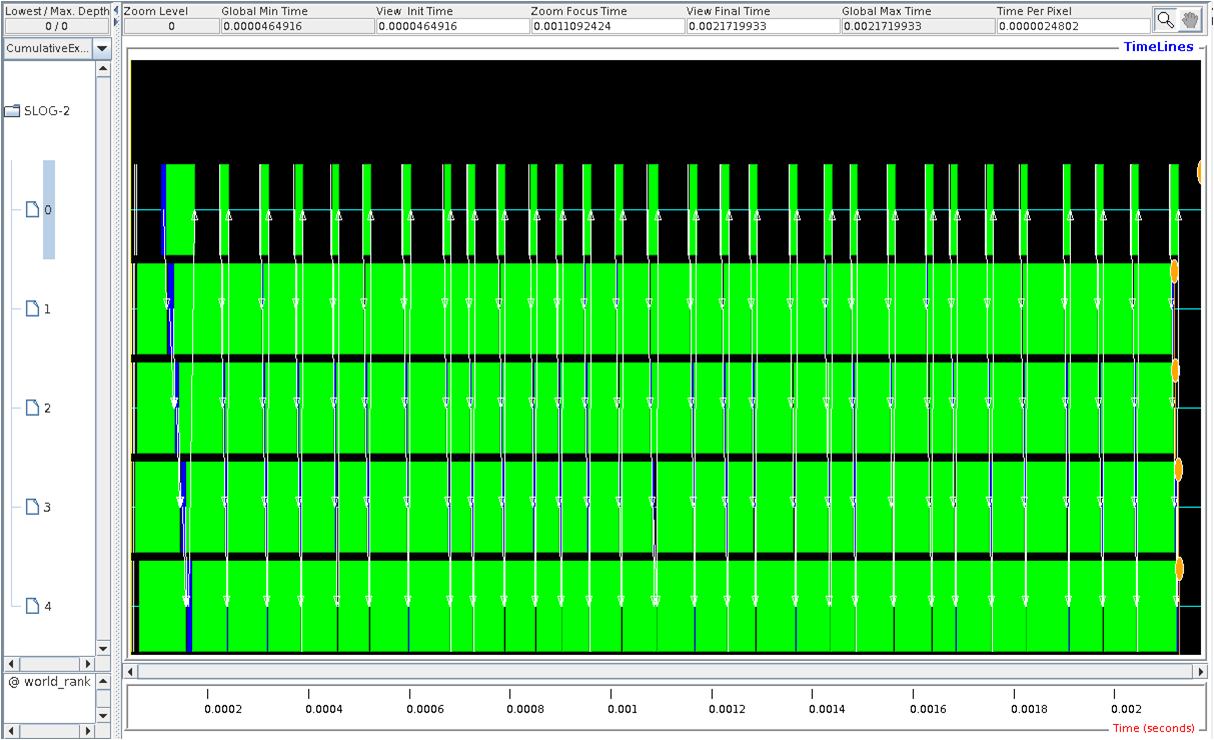 Lowest / Max. Depth
Zoom Level
Global Min Time
View Init Time
Zoom Focus Time
View Final Time
Global Max Time
Time Per Pixel
0 / 0
0
0.0000464916
0.0000464916
0.0011092424
0.0021719933
0.0021719933
0.0000024802
CumulativeEx...
TimeLines
SLOG-2
0
1
2
3
4
@ world_rank
0.0002
0.0004
0.0006
0.0008
0.001
0.0012
0.0014
0.0016
0.0018
0.002
Time (seconds)